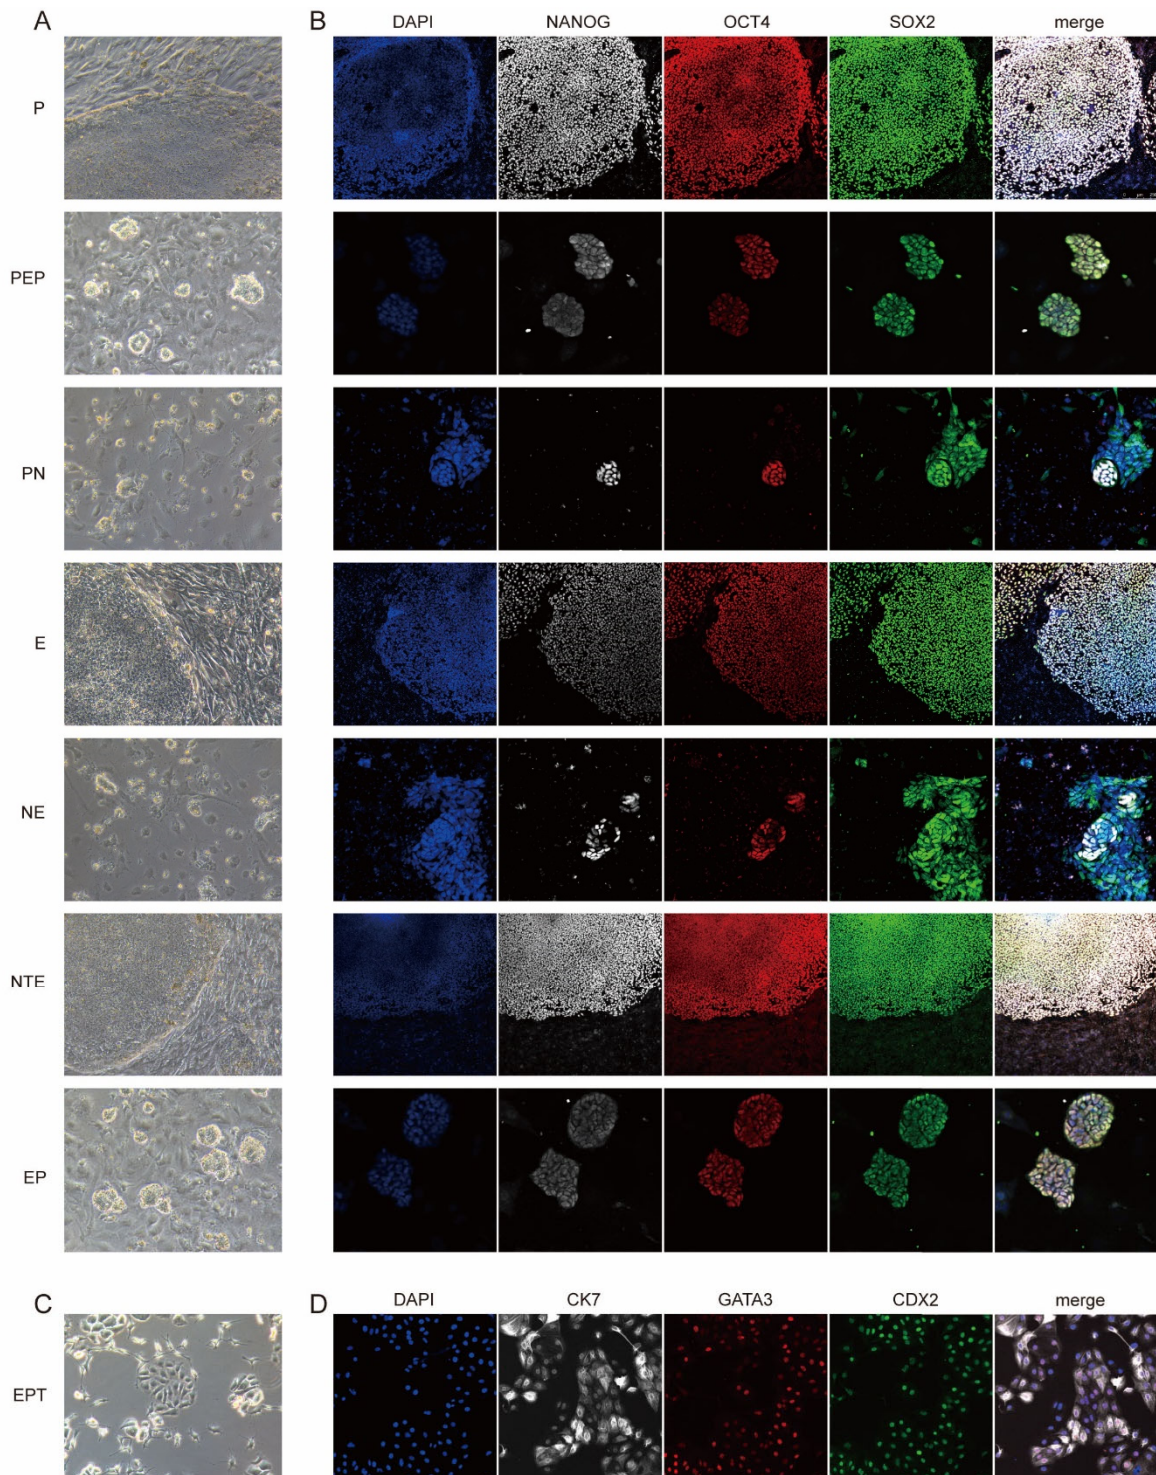 A
B
DAPI NANOG OCT4 SOX2 merge
P
PEP
PN
E
NE
NTE
EP
C
D
DAPI CK7 GATA3 CDX2 merge
EPT